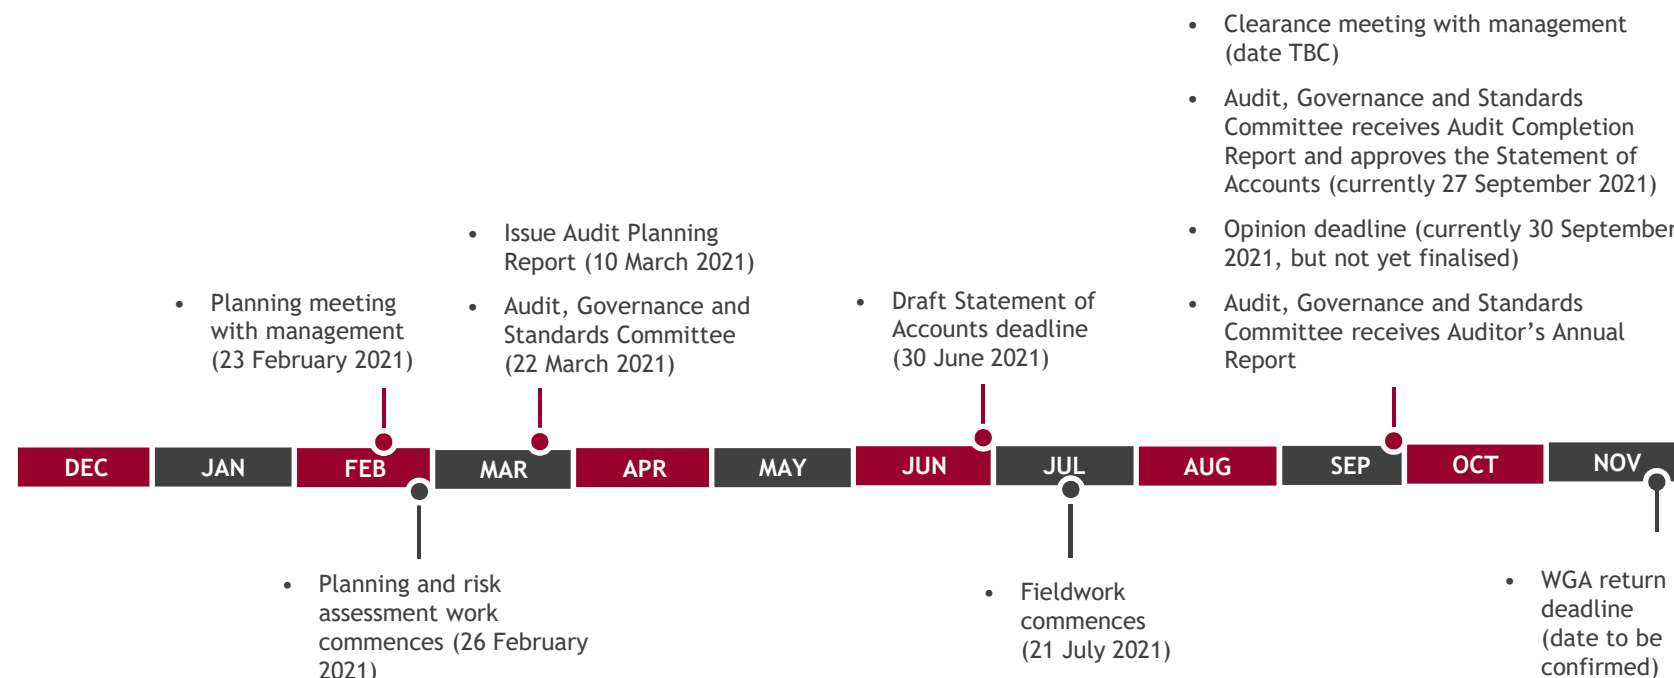 • Clearance meeting with management
(date TBC)
• Audit, Governance and Standards
Committee receives Audit Completion
Report and approves the Statement of
Accounts (currently 27 September 2021)
• Opinion deadline (currently 30 September
2021, but not yet finalised)
• Audit, Governance and Standards
Committee receives Auditor’s Annual
Report
• Issue Audit Planning
Report (10 March 2021)
• Audit, Governance and
Standards Committee
(22 March 2021)
• Planning meeting
with management
(23 February 2021)
• Draft Statement of
Accounts deadline
(30 June 2021)
DEC JAN FEB MAR APR MAY JUN JUL AUG SEP OCT NOV
• Planning and risk
assessment work
commences (26 February
2021)
• Fieldwork
commences
(21 July 2021)
• WGA return
deadline
(date to be
confirmed)